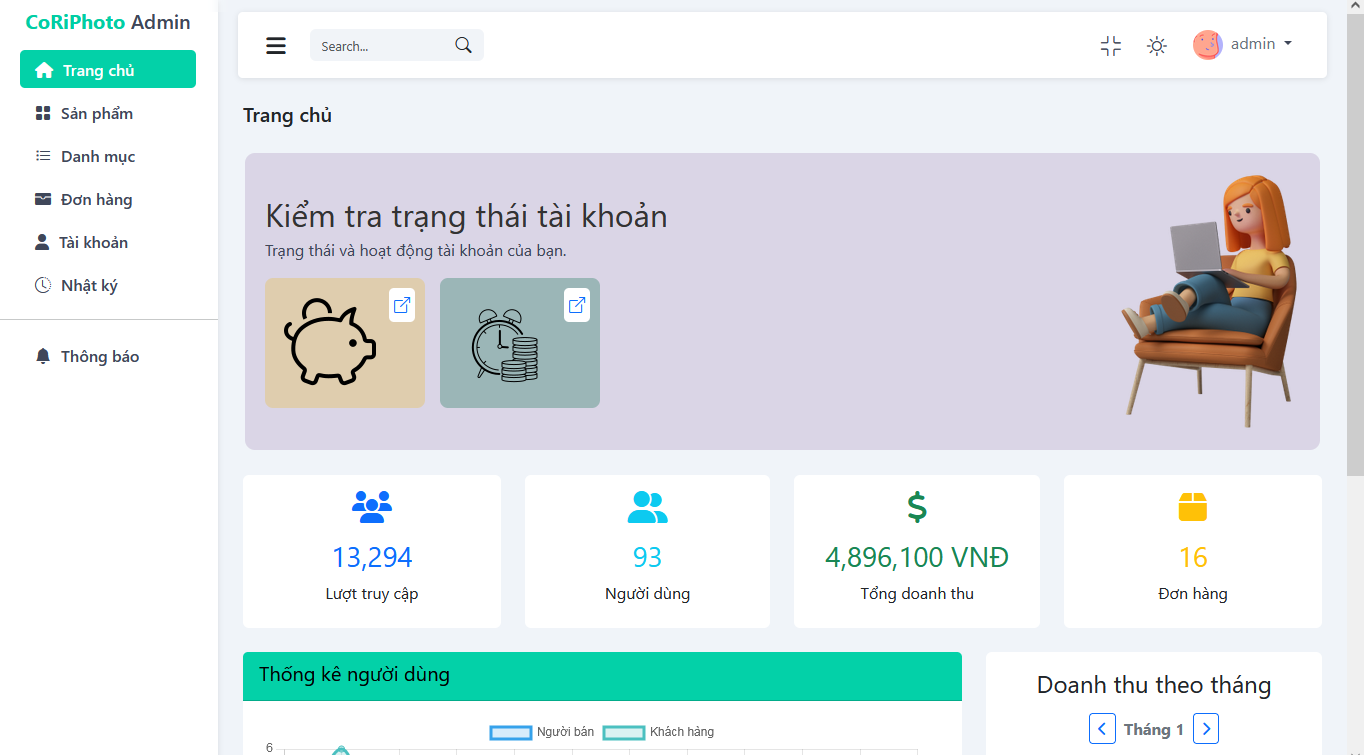 CoRiPhoto Admin
Trang chủ
Sản phẩm
Danh mục
Đơn hàng
Tài khoản
Nhật ký
Thông báo
Search...
admin
Trang chủ
Kiểm tra trạng thái tài khoản
Trạng thái và hoạt động tài khoản của bạn.
13,294
Lượt truy cập
93
Người dùng
4,896,100 VNĐ
Tổng doanh thu
16
Đơn hàng
Thống kê người dùng
Người bán Khách hàng
6
Doanh thu theo tháng
Tháng 1